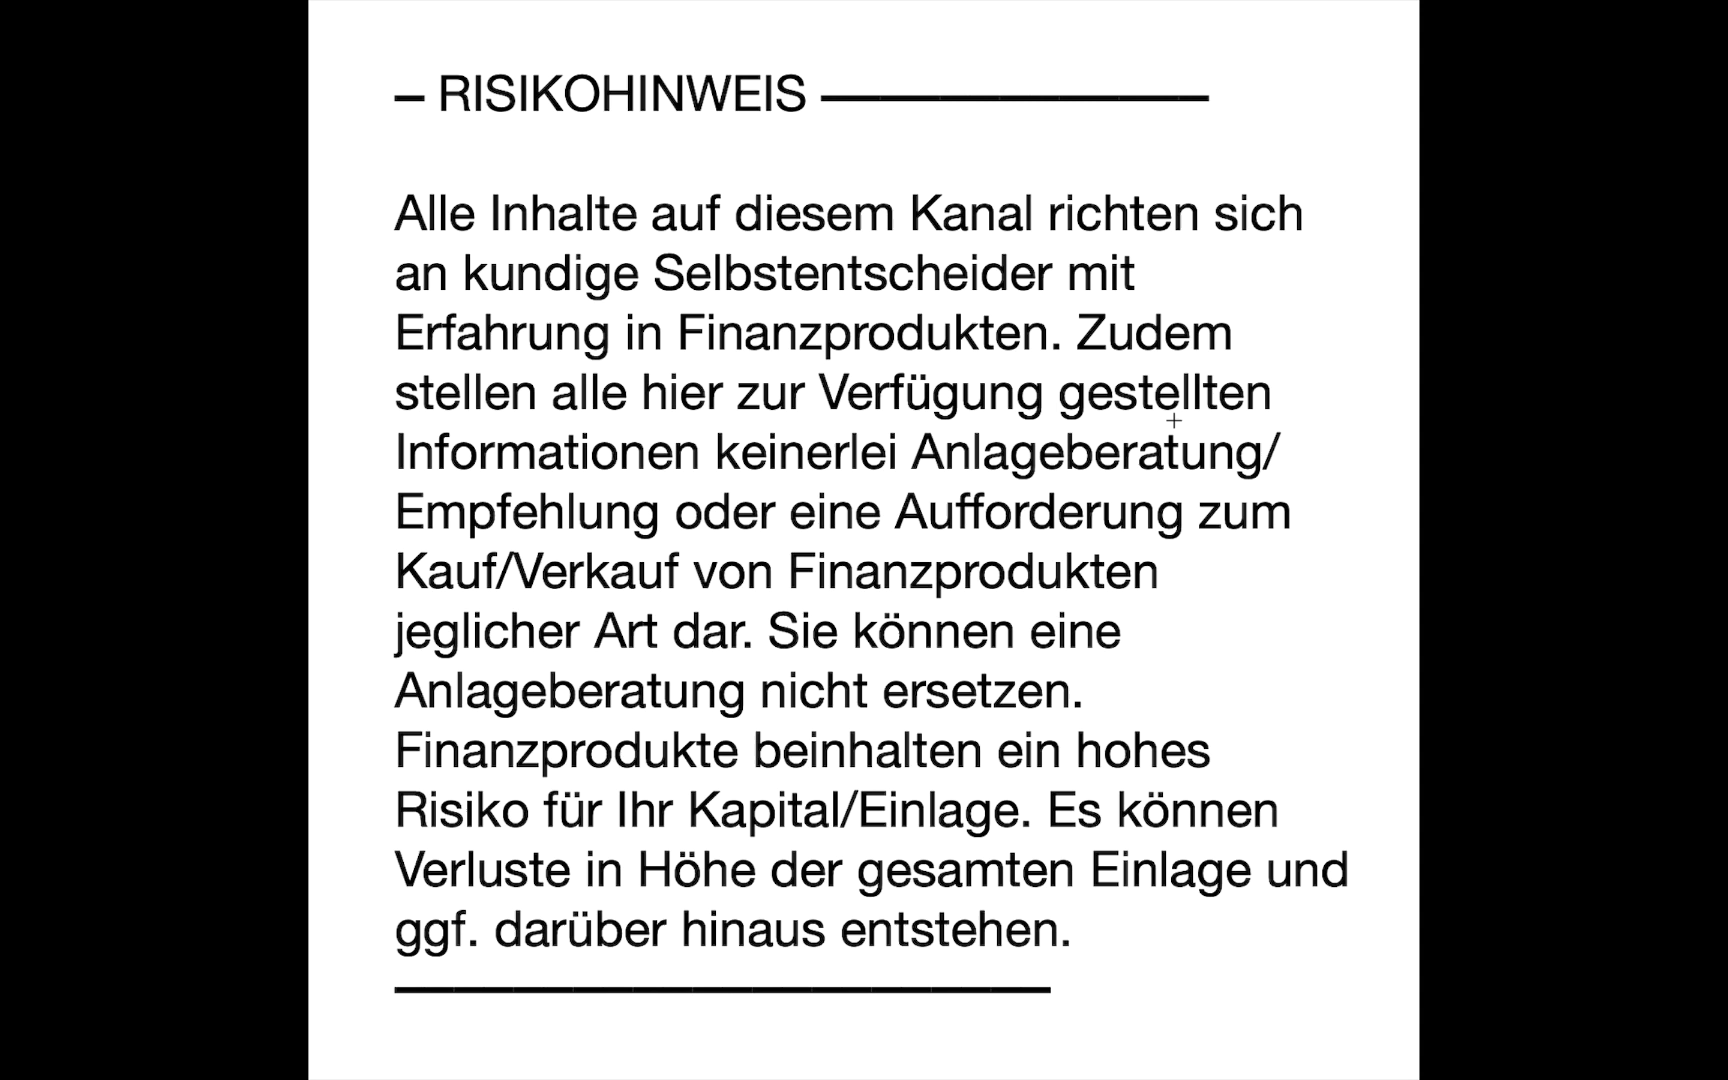 – RISIKOHINWEIS —————————————
Alle Inhalte auf diesem Kanal richten sich
an kundige Selbstentscheider mit
Erfahrung in Finanzprodukten. Zudem
stellen alle hier zur Verfügung gestellten
Informationen keinerlei Anlageberatung/
Empfehlung oder eine Aufforderung zum
Kauf/Verkauf von Finanzprodukten
jeglicher Art dar. Sie können eine
Anlageberatung nicht ersetzen.
Finanzprodukte beinhalten ein hohes
Risiko für Ihr Kapital/Einlage. Es können
Verluste in Höhe der gesamten Einlage und
ggf. darüber hinaus entstehen.